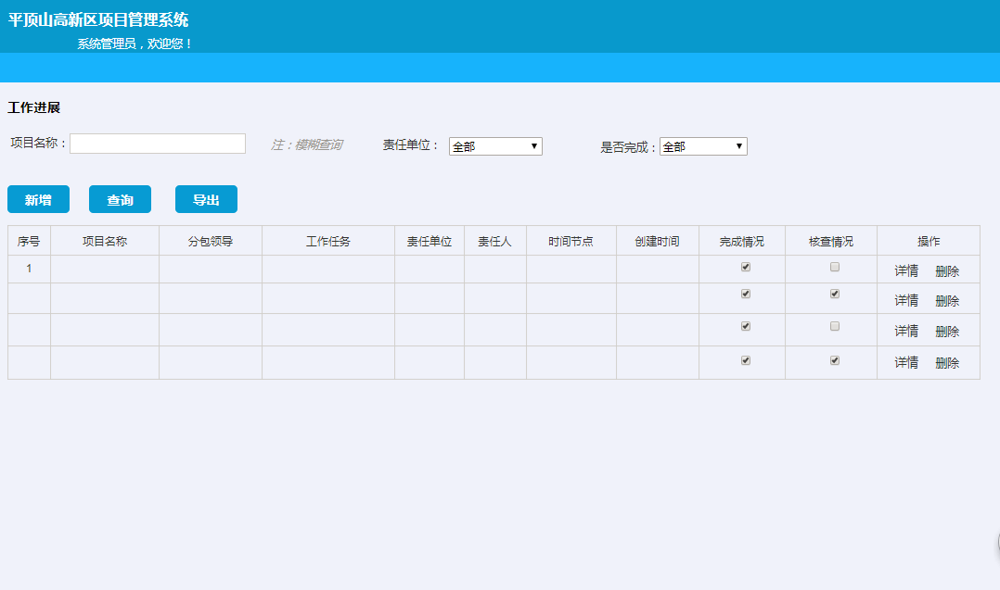 平顶山高新区项目管理系统
系统管理员，欢迎您！
工作进展
项目名称： 注：模糊查询 责任单位： 全部 是否完成： 全部
新增 查询 导出
序号 项目名称 分包领导 工作任务 责任单位 责任人 时间节点 创建时间 完成情况 核查情况 操作
1 详情 删除
详情 删除
详情 删除
详情 删除